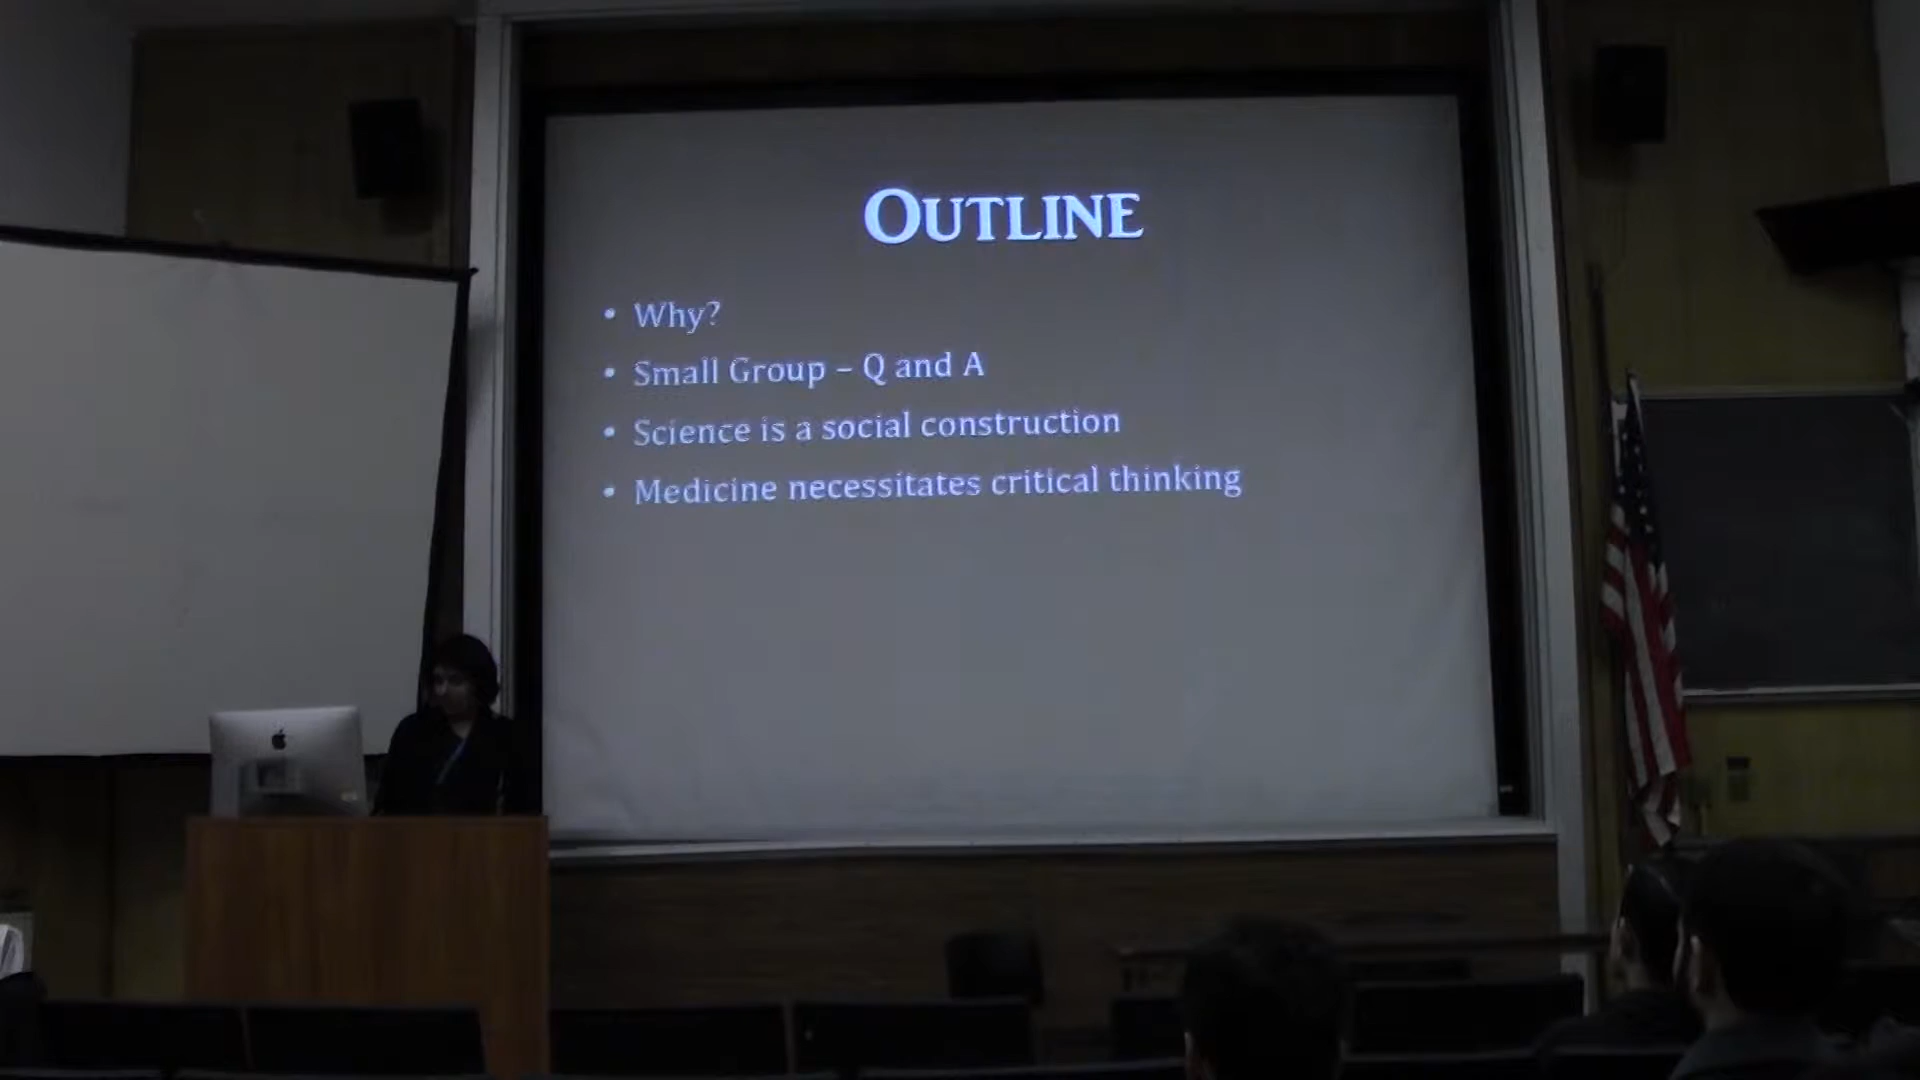 OUTLINE
• Why?
• Small Group – Q and A
• Science is a social construction
• Medicine necessitates critical thinking